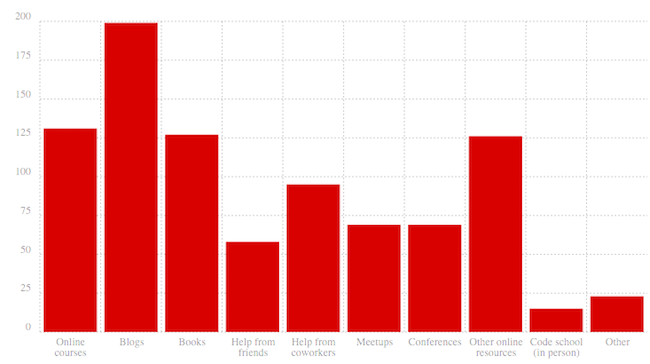 200
175
150
125
100
75
50
25
0
Online
courses
Blogs
Books
Help from
friends
Help from
coworkers
Meetups
Conferences
Other online
resources
Code school
(in person)
Other